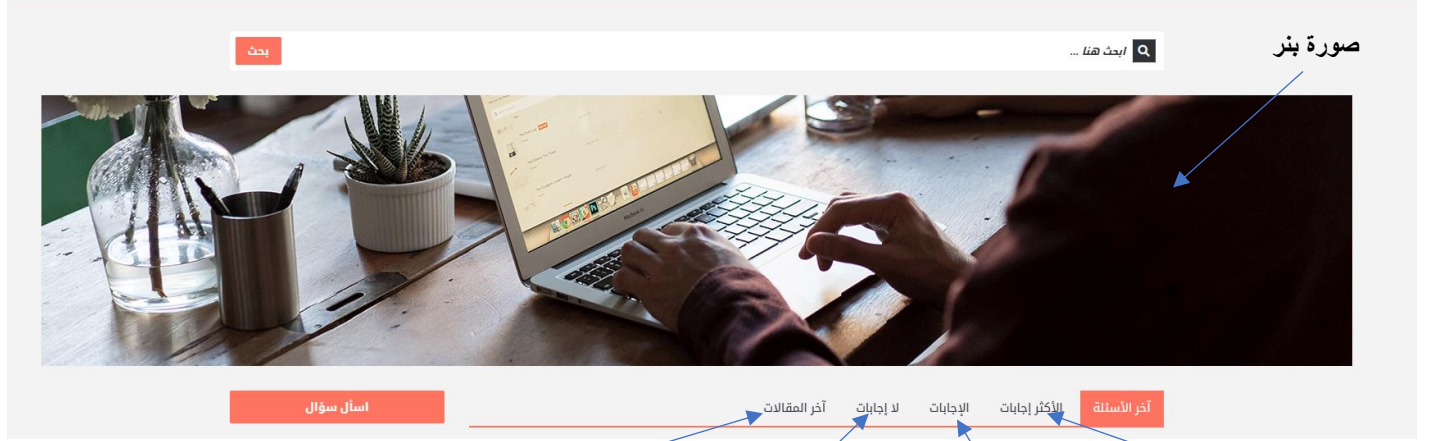 صورة بنر
ابحث هنا ...
بحث
آخر الأسئلة
الأكثر إجابات
الإجابات
لا إجابات
آخر المقالات
اسأل سؤال